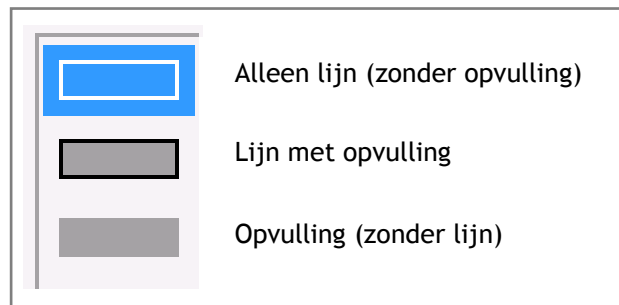 Alleen lijn (zonder opvulling)
Lijn met opvulling
Opvulling (zonder lijn)